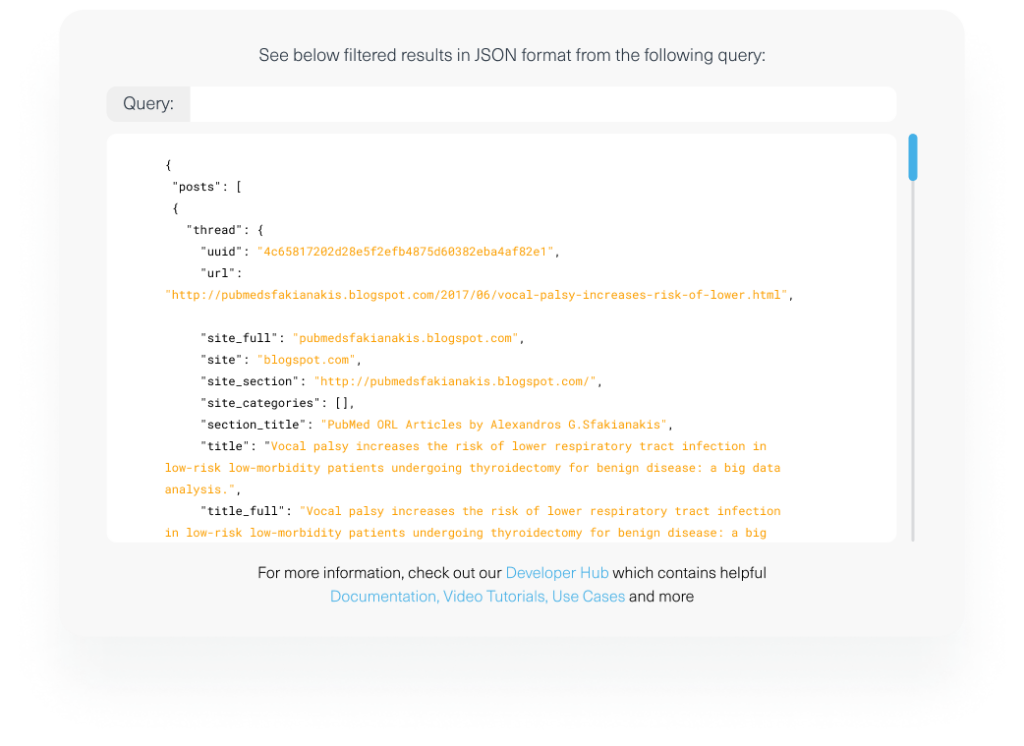 See below filtered results in JSON format from the following query:
Query:
{
"posts": [
{
"thread": {
"uuid": "4c65817202d28e5f2efb4875d60382eba4af82e1",
"url":
"http://pubmedsfakianakis.blogspot.com/2017/06/vocal-palsy-increases-risk-of-lower.html",
"site_full": "pubmedsfakianakis.blogspot.com",
"site": "blogspot.com",
"site_section": "http://pubmedsfakianakis.blogspot.com/",
"site_categories": [],
"section_title": "PubMed ORL Articles by Alexandros G.Sfakianakis",
"title": "Vocal palsy increases the risk of lower respiratory tract infection in
low-risk low-morbidity patients undergoing thyroidectomy for benign disease: a big data
analysis.",
"title_full": "Vocal palsy increases the risk of lower respiratory tract infection
in low-risk low-morbidity patients undergoing thyroidectomy for benign disease: a big
For more information, check out our Developer Hub which contains helpful
Documentation, Video Tutorials, Use Cases and more